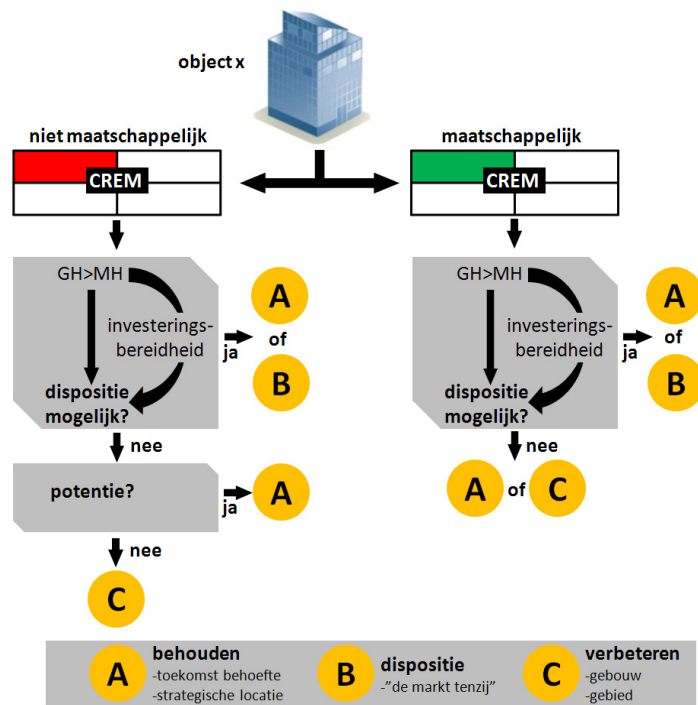 object x
niet maatschappelijk
CREM
GH>MH
investerings-
bereidheid
dispositie
mogelijk?
ja
A
of
B
nee
potentie?
ja
A
nee
C
maatschappelijk
CREM
GH>MH
investerings-
bereidheid
dispositie
mogelijk?
ja
A
of
B
nee
A of C
A
behouden
-toekomst behoefte
-strategische locatie
B
dispositie
-"de markt tenzij"
C
verbeteren
-gebouw
-gebied